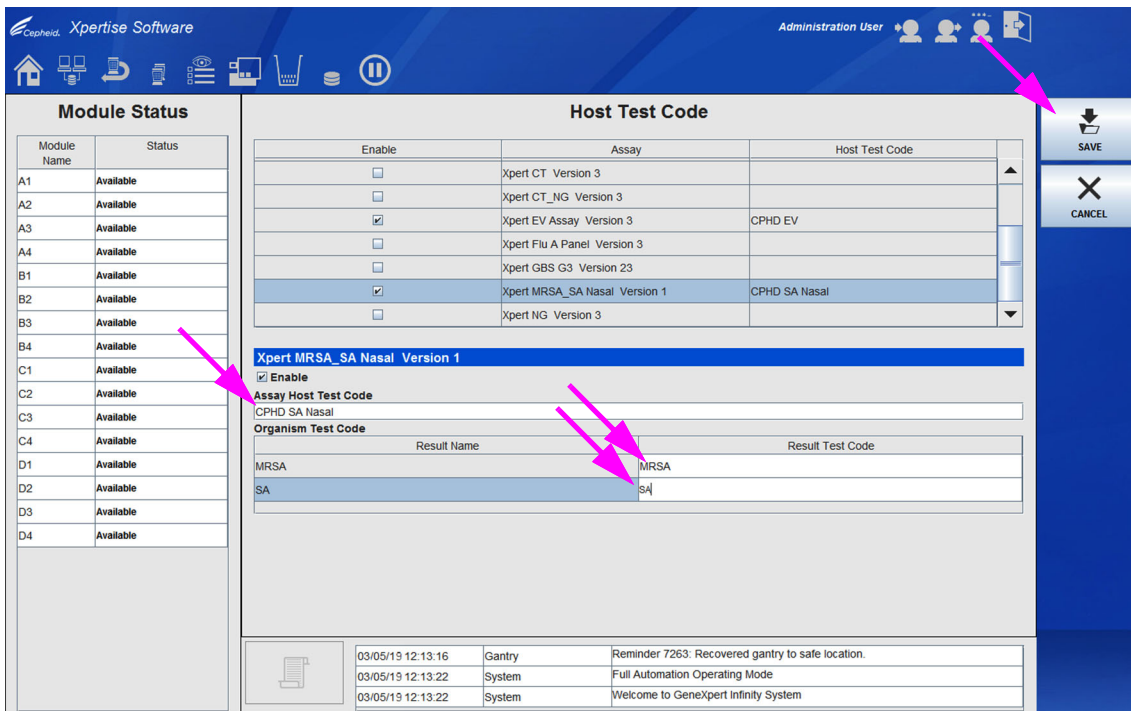 Cepheid. Xpertise Software
Administration User
Module Status
Module Name Status
A1 Available
A2 Available
A3 Available
A4 Available
B1 Available
B2 Available
B3 Available
B4 Available
C1 Available
C2 Available
C3 Available
C4 Available
D1 Available
D2 Available
D3 Available
D4 Available
Host Test Code
Enable Assay Host Test Code
Xpert CT Version 3
Xpert CT_NG Version 3
Xpert EV Assay Version 3 CPHD EV
Xpert Flu A Panel Version 3
Xpert GBS G3 Version 23
Xpert MRSA_SA Nasal Version 1 CPHD SA Nasal
Xpert NG Version 3
Xpert MRSA_SA Nasal Version 1
Enable
Assay Host Test Code
CPHD SA Nasal
Organism Test Code
Result Name Result Test Code
MRSA MRSA
SA SA
03/05/19 12:13:16 Gantry Reminder 7263: Recovered gantry to safe location.
03/05/19 12:13:22 System Full Automation Operating Mode
03/05/19 12:13:22 System Welcome to GeneXpert Infinity System
SAVE
CANCEL